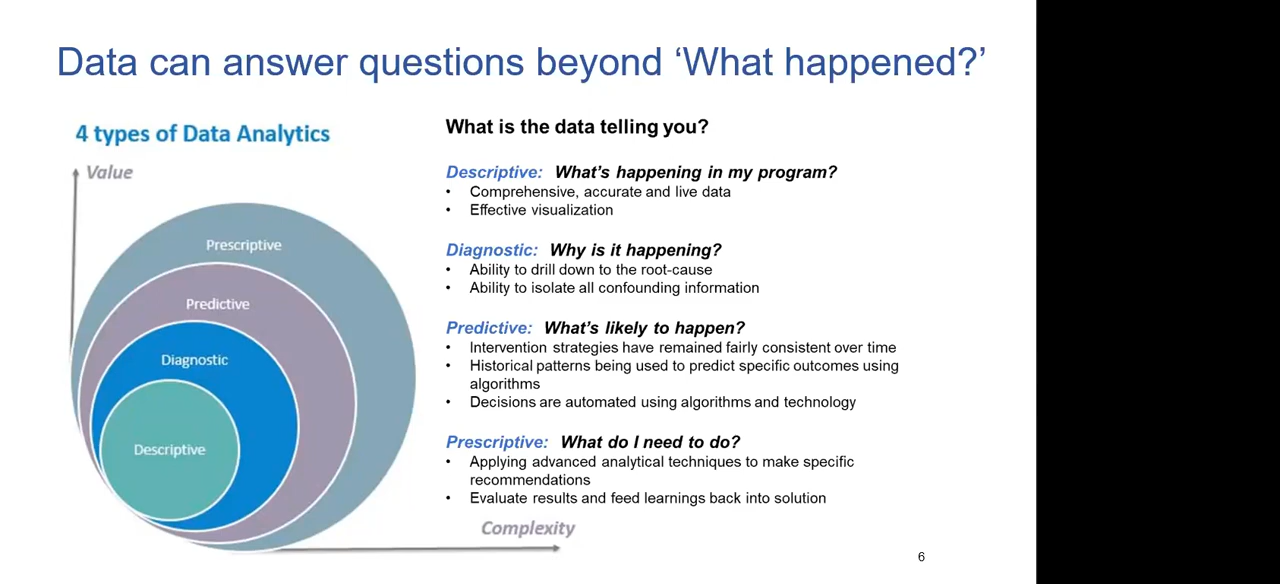 Data can answer questions beyond ‘What happened?’
4 types of Data Analytics
Value
Prescriptive
Predictive
Diagnostic
Descriptive
Complexity
What is the data telling you?
Descriptive: What’s happening in my program?
• Comprehensive, accurate and live data
• Effective visualization
Diagnostic: Why is it happening?
• Ability to drill down to the root-cause
• Ability to isolate all confounding information
Predictive: What’s likely to happen?
• Intervention strategies have remained fairly consistent over time
• Historical patterns being used to predict specific outcomes using
algorithms
• Decisions are automated using algorithms and technology
Prescriptive: What do I need to do?
• Applying advanced analytical techniques to make specific
recommendations
• Evaluate results and feed learnings back into solution
6